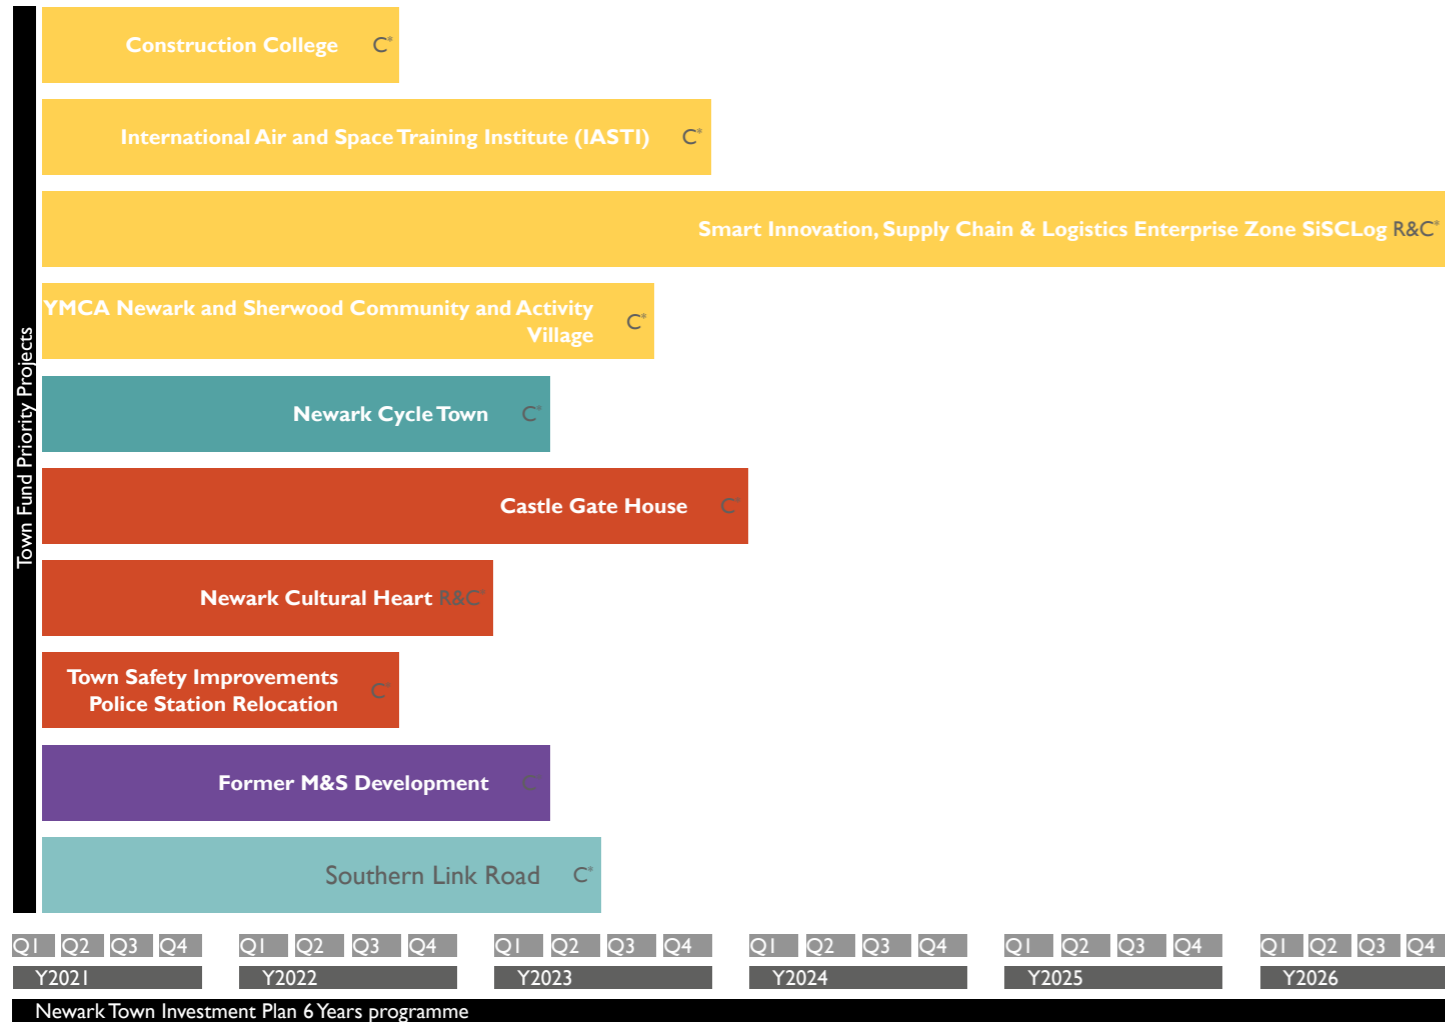 Town Fund Priority Projects
Construction College C*
International Air and Space Training Institute (IASTI) C*
Smart Innovation, Supply Chain & Logistics Enterprise Zone SiSCLog R&C*
YMCA Newark and Sherwood Community and Activity
Village C*
Newark Cycle Town C*
Castle Gate House C*
Newark Cultural Heart R&C*
Town Safety Improvements
Police Station Relocation C*
Former M&S Development C*
Southern Link Road C*
Q1 Q2 Q3 Q4 Q1 Q2 Q3 Q4 Q1 Q2 Q3 Q4 Q1 Q2 Q3 Q4 Q1 Q2 Q3 Q4 Q1 Q2 Q3 Q4
Y2021 Y2022 Y2023 Y2024 Y2025 Y2026
Newark Town Investment Plan 6 Years programme